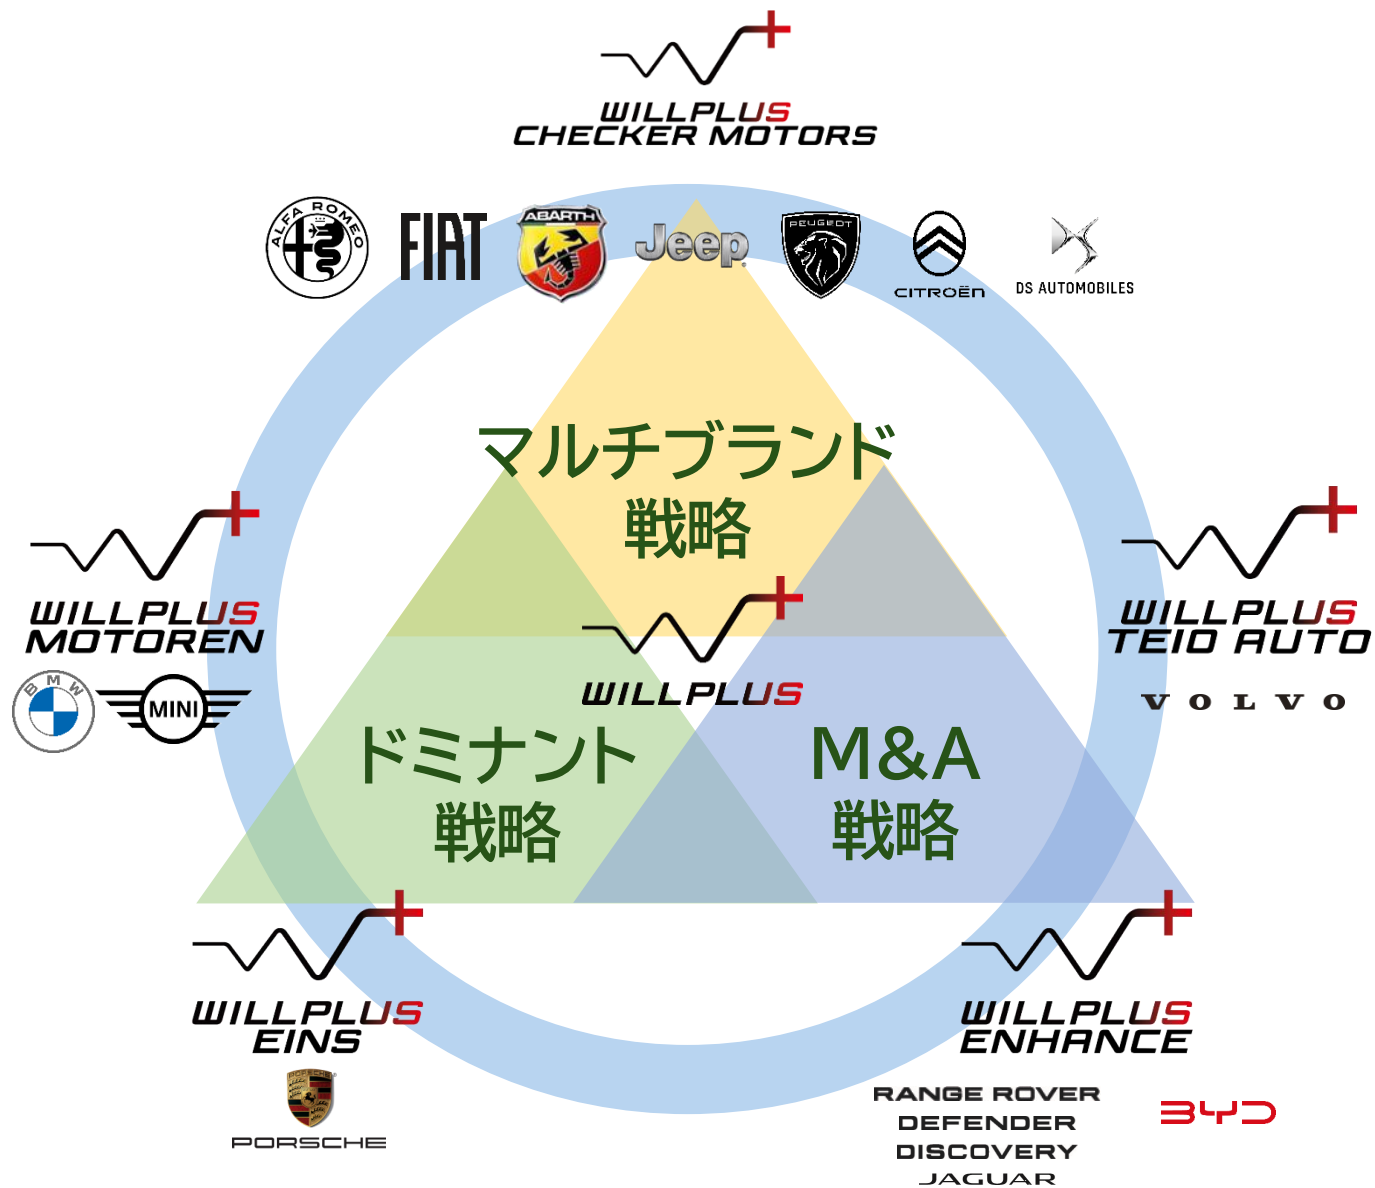 WILLPLUS
CHECKER MOTORS
ALFA ROMEO
FIAT
ABARTH
Jeep
PEUGEOT
CITROËN
DS AUTOMOBILES
マルチブランド
戦略
WILLPLUS
MOTOREN
BMW
MINI
WILLPLUS
TEIO AUTO
VOLVO
WILLPLUS
ドミナント
戦略
M&A
戦略
WILLPLUS
EINS
PORSCHE
PORSCHE
WILLPLUS
ENHANCE
RANGE ROVER
DEFENDER
DISCOVERY
JAGUAR
BYD